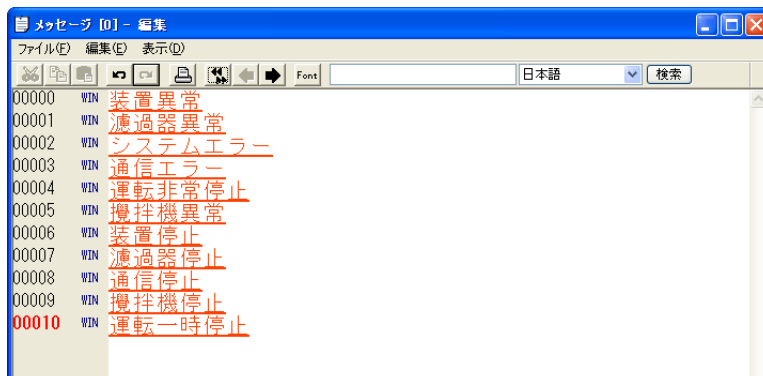 メッセージ [0] - 編集
ファイル(F) 編集(E) 表示(D)
Font 日本語 検索
00000 WIN 装置異常
00001 WIN 濾過器異常
00002 WIN システムエラー
00003 WIN 通信エラー
00004 WIN 運転非常停止
00005 WIN 攪拌機異常
00006 WIN 装置停止
00007 WIN 濾過器停止
00008 WIN 通信停止
00009 WIN 攪拌機停止
00010 WIN 運転一時停止